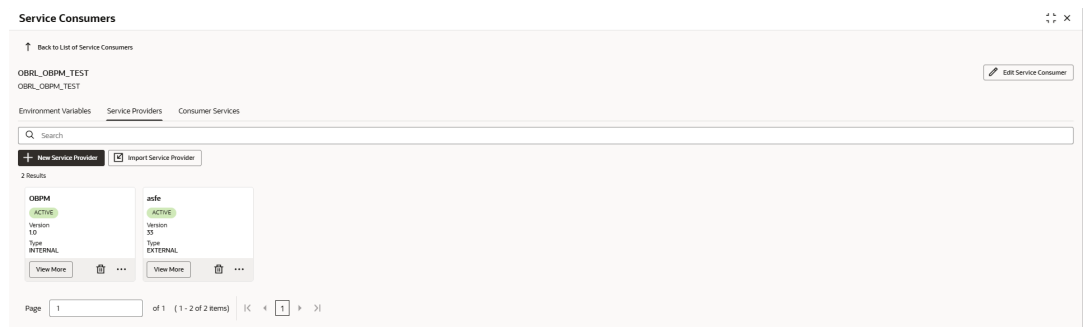 Service Consumers
Back to List of Service Consumers
OBRL_OBPM_TEST
Edit Service Consumer
OBRL_OBPM_TEST
Environment Variables Service Providers Consumer Services
Search
New Service Provider Import Service Provider
2 Results
OBPM asfe
ACTIVE ACTIVE
Version Version
1.0 33
Type Type
INTERNAL EXTERNAL
View More View More
Page 1 of 1 ( 1 - 2 of 2 items) 1